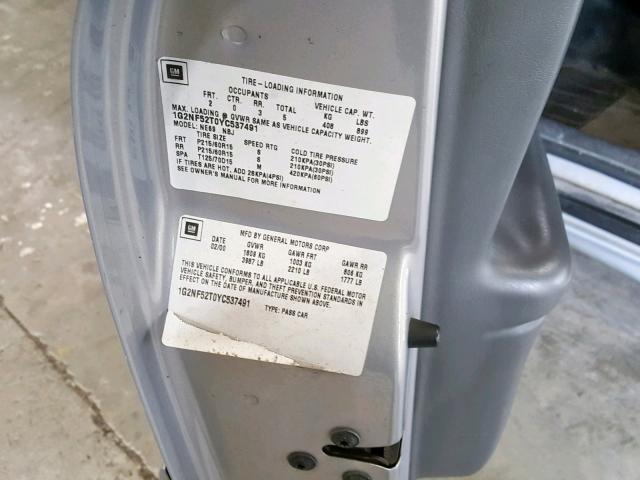 GM
TIRE-LOADING INFORMATION
OCCUPANTS VEHICLE CAP. WT.
FRT. CTR. RR. TOTAL KG LBS
2 0 3 5 408 899
MAX. LOADING @ GVWR SAME AS VEHICLE CAPACITY WEIGHT.
1G2NF52T0YC537491
MODEL: NE69 NBJ
TIRE SIZE SPEED RTG COLD TIRE PRESSURE
FRT P215/60R15 S 210KPA(30PSI)
RR P215/60R15 S 210KPA(30PSI)
SPA T125/70D15 M 420KPA(60PSI)
IF TIRES ARE HOT, ADD 28KPA(4PSI)
SEE OWNER'S MANUAL FOR MORE INFORMATION
GM
MFD BY GENERAL MOTORS CORP
DATE GVWR GAWR FRT GAWR RR
02/00 1809 KG 1003 KG 806 KG
3987 LB 2210 LB 1777 LB
THIS VEHICLE CONFORMS TO ALL APPLICABLE U.S. FEDERAL MOTOR
VEHICLE SAFETY, BUMPER, AND THEFT PREVENTION STANDARDS IN
EFFECT ON THE DATE OF MANUFACTURE SHOWN ABOVE.
1G2NF52T0YC537491 TYPE: PASS CAR